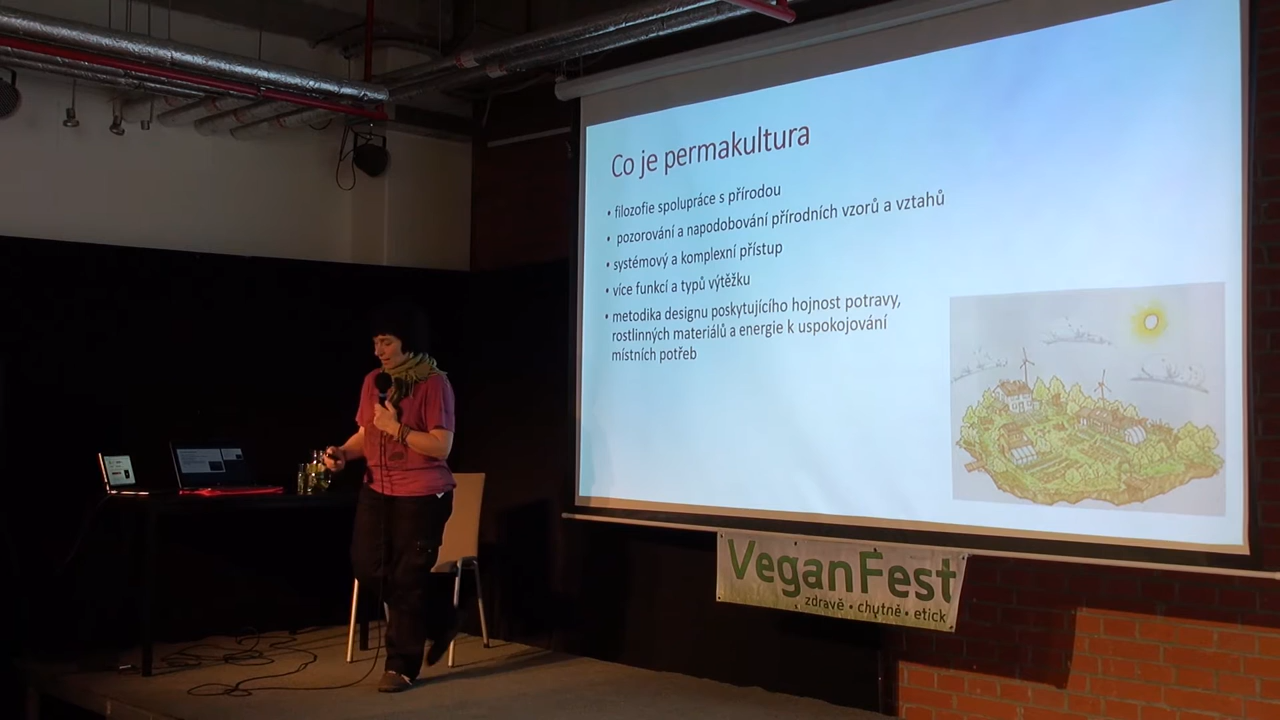 Co je permakultura
• filozofie spolupráce s přírodou
• pozorování a napodobování přírodních vzorů a vztahů
• systémový a komplexní přístup
• více funkcí a typů výtěžku
• metodika designu poskytujícího hojnost potravy,
rostlinných materiálů a energie k uspokojování
místních potřeb
VeganFest
zdravě • chutně • etick